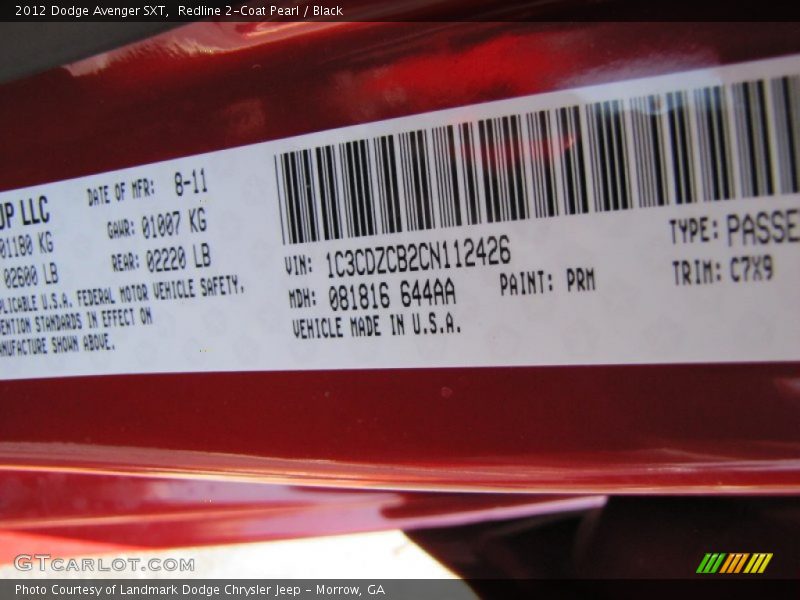 2012 Dodge Avenger SXT, Redline 2-Coat Pearl / Black
UP LLC
DATE OF MFR: 8-11
01180 KG
GAWR: 01007 KG
02600 LB
REAR: 02220 LB
PLICABLE U.S.A. FEDERAL MOTOR VEHICLE SAFETY,
ENTION STANDARDS IN EFFECT ON
ANUFACTURE SHOWN ABOVE.
VIN: 1C3CDZCB2CN112426
MDH: 081816 644AA
PAINT: PRM
VEHICLE MADE IN U.S.A.
TYPE: PASSE
TRIM: C7X9
GTCARLOT.COM
Photo Courtesy of Landmark Dodge Chrysler Jeep - Morrow, GA